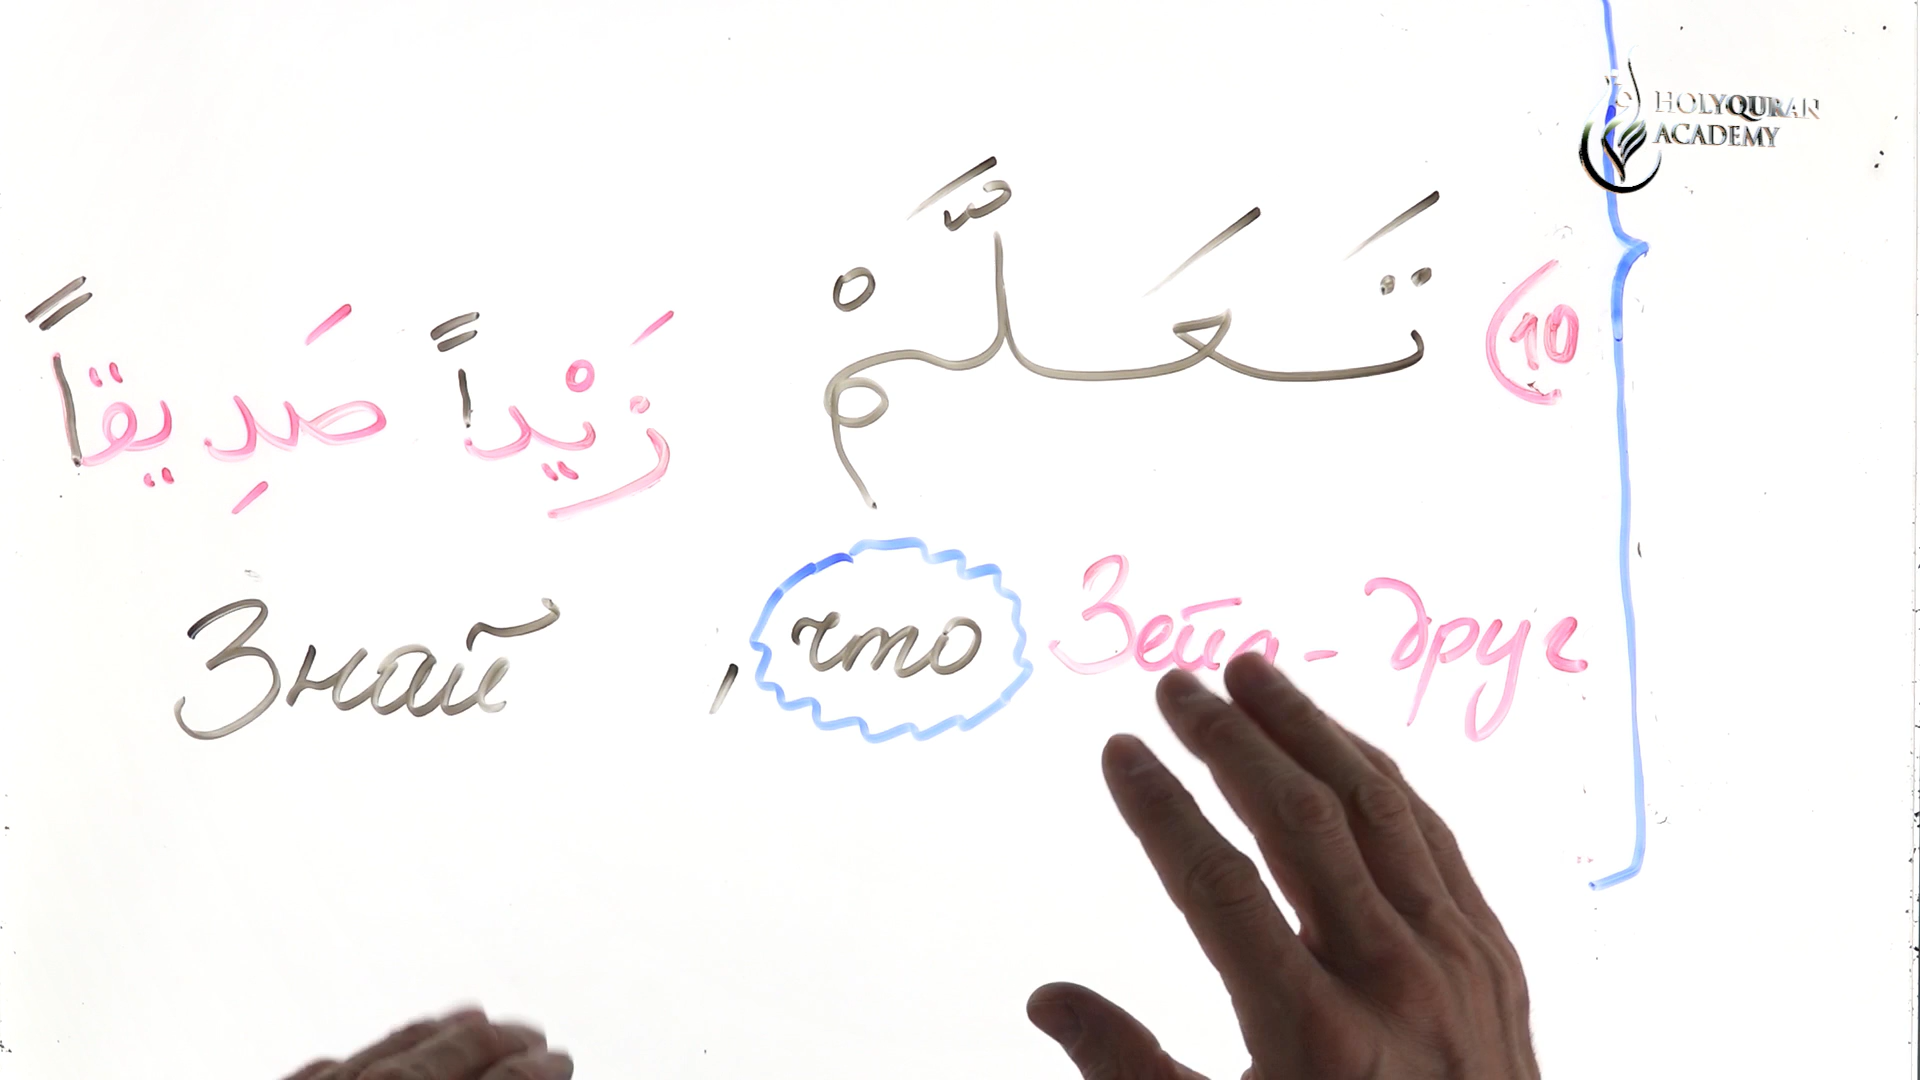 HOLYQURAN
ACADEMY
10) تَعَلَّمْ زَيْداً صَدِيقاً
Знай, что Зейд - друг